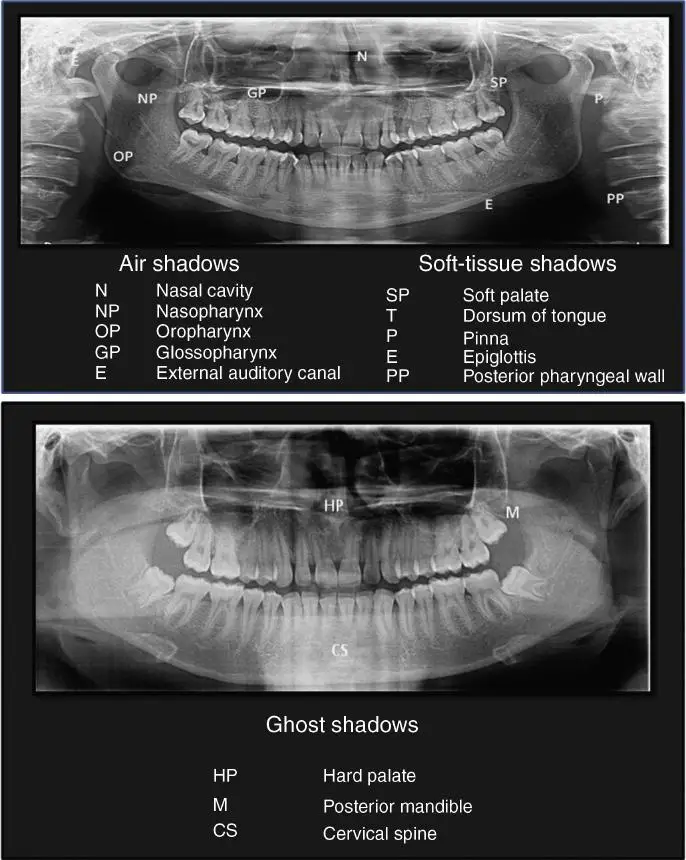 E
N
GP
SP
NP
P
OP
E
PP
Air shadows
N Nasal cavity
NP Nasopharynx
OP Oropharynx
GP Glossopharynx
E External auditory canal
Soft-tissue shadows
SP Soft palate
T Dorsum of tongue
P Pinna
E Epiglottis
PP Posterior pharyngeal wall
HP
M
CS
Ghost shadows
HP Hard palate
M Posterior mandible
CS Cervical spine